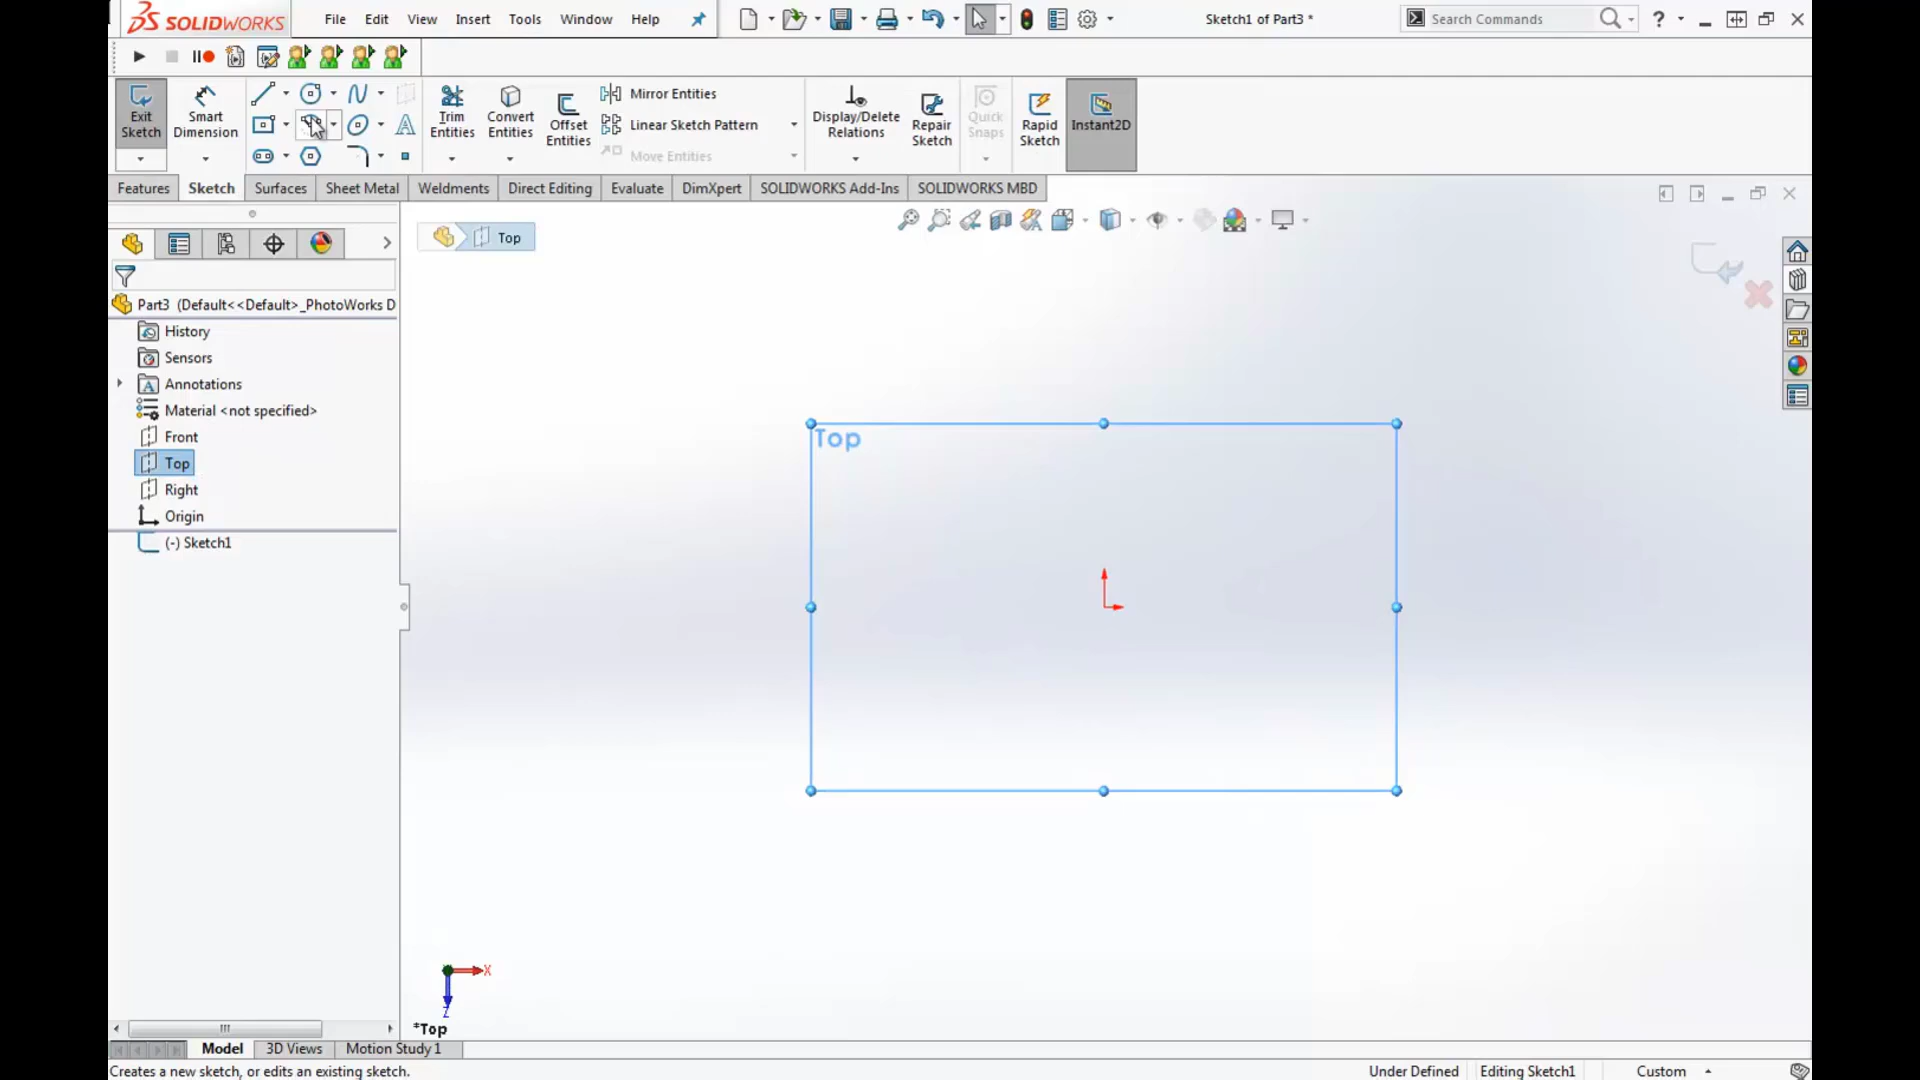 SOLIDWORKS File Edit View Insert Tools Window Help Sketch1 of Part3 * Search Commands ?
Exit Sketch
Smart Dimension
Trim Entities
Convert Entities
Offset Entities
Mirror Entities
Linear Sketch Pattern
Move Entities
Display/Delete Relations
Repair Sketch
Quick Snaps
Rapid Sketch
Instant2D
Features Sketch Surfaces Sheet Metal Weldments Direct Editing Evaluate DimXpert SOLIDWORKS Add-Ins SOLIDWORKS MBD
Top
Part3 (Default<<Default>_PhotoWorks D
History
Sensors
Annotations
Material <not specified>
Front
Top
Right
Origin
(-) Sketch1
Top
X
Z
*Top
Model 3D Views Motion Study 1
Creates a new sketch, or edits an existing sketch. Under Defined Editing Sketch1 Custom